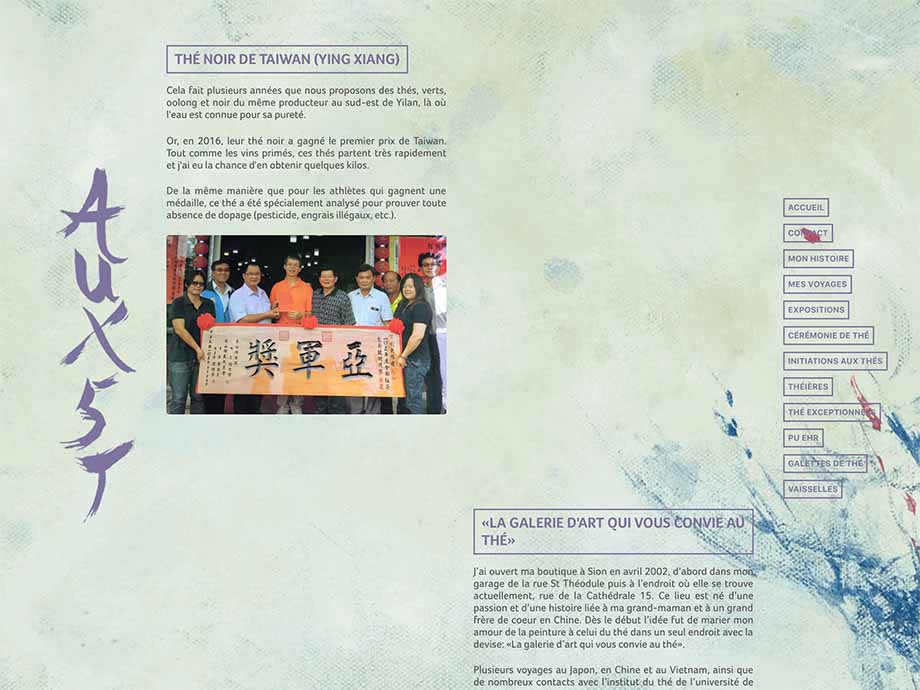 AUX5T
THÉ NOIR DE TAIWAN (YING XIANG)
Cela fait plusieurs années que nous proposons des thés, verts,
oolong et noir du même producteur au sud-est de Yilan, là où
l'eau est connue pour sa pureté.
Or, en 2016, leur thé noir a gagné le premier prix de Taïwan.
Tout comme les vins primés, ces thés partent très rapidement
et j'ai eu la chance d'en obtenir quelques kilos.
De la même manière que pour les athlètes qui gagnent une
médaille, ce thé a été spécialement analysé pour prouver toute
absence de dopage (pesticide, engrais illégaux, etc.).
獎軍亞
ACCUEIL
CONTACT
MON HISTOIRE
MES VOYAGES
EXPOSITIONS
CÉRÉMONIE DE THÉ
INITIATIONS AUX THÉS
THÉIÈRES
THÉ EXCEPTIONNELS
PU EHR
GALETTES DE THÉ
VAISSELLES
«LA GALERIE D'ART QUI VOUS CONVIE AU
THÉ»
J'ai ouvert ma boutique à Sion en avril 2002, d'abord dans mon
garage de la rue St Théodule puis à l'endroit où elle se trouve
actuellement, rue de la Cathédrale 15. Ce lieu est né d'une
passion et d'une histoire liée à ma grand-maman et à un grand
frère de coeur en Chine. Dès le début l'idée fut de marier mon
amour de la peinture à celui du thé dans un seul endroit avec la
devise: «La galerie d'art qui vous convie au thé».
Plusieurs voyages au Japon, en Chine et au Vietnam, ainsi que
de nombreux contacts avec l'institut du thé de l'université de